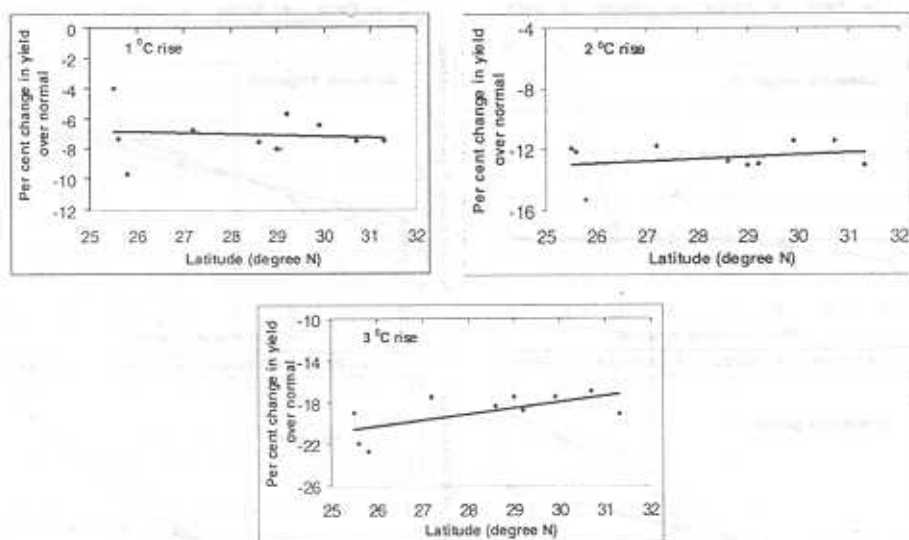 Per cent change in yield
over normal
0
-2
-4
-6
-8
-10
-12
1 ⁰C rise
25 26 27 28 29 30 31 32
Latitude (degree N)
Per cent change in yield
over normal
-4
-8
-12
-16
2 ⁰C rise
25 26 27 28 29 30 31 32
Latitude (degree N)
Per cent change in yield
over normal
-10
-14
-18
-22
-26
3 ⁰C rise
25 26 27 28 29 30 31 32
Latitude (degree N)